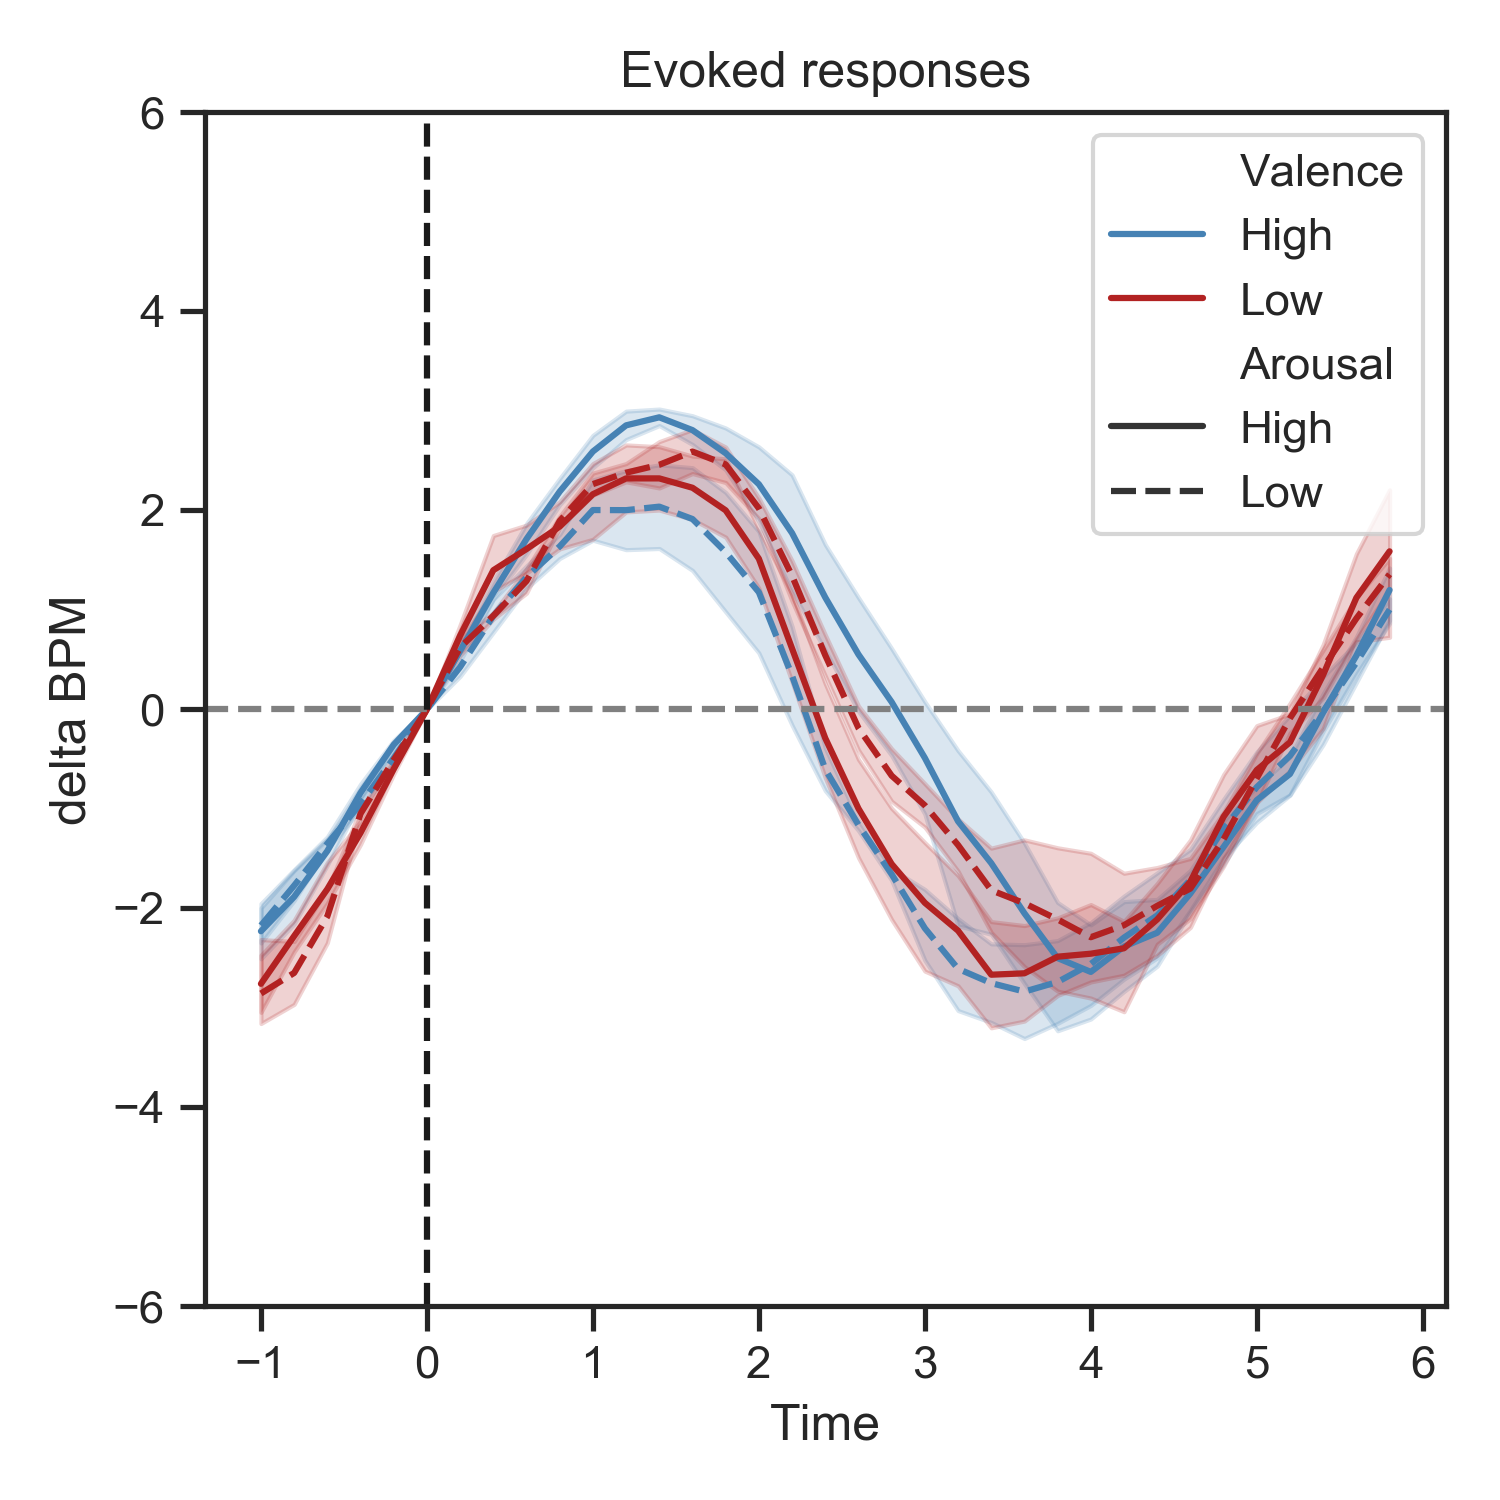 Evoked responses
6
4
2
0
−2
−4
−6
delta BPM
Valence
High
Low
Arousal
High
Low
−1 0 1 2 3 4 5 6
Time